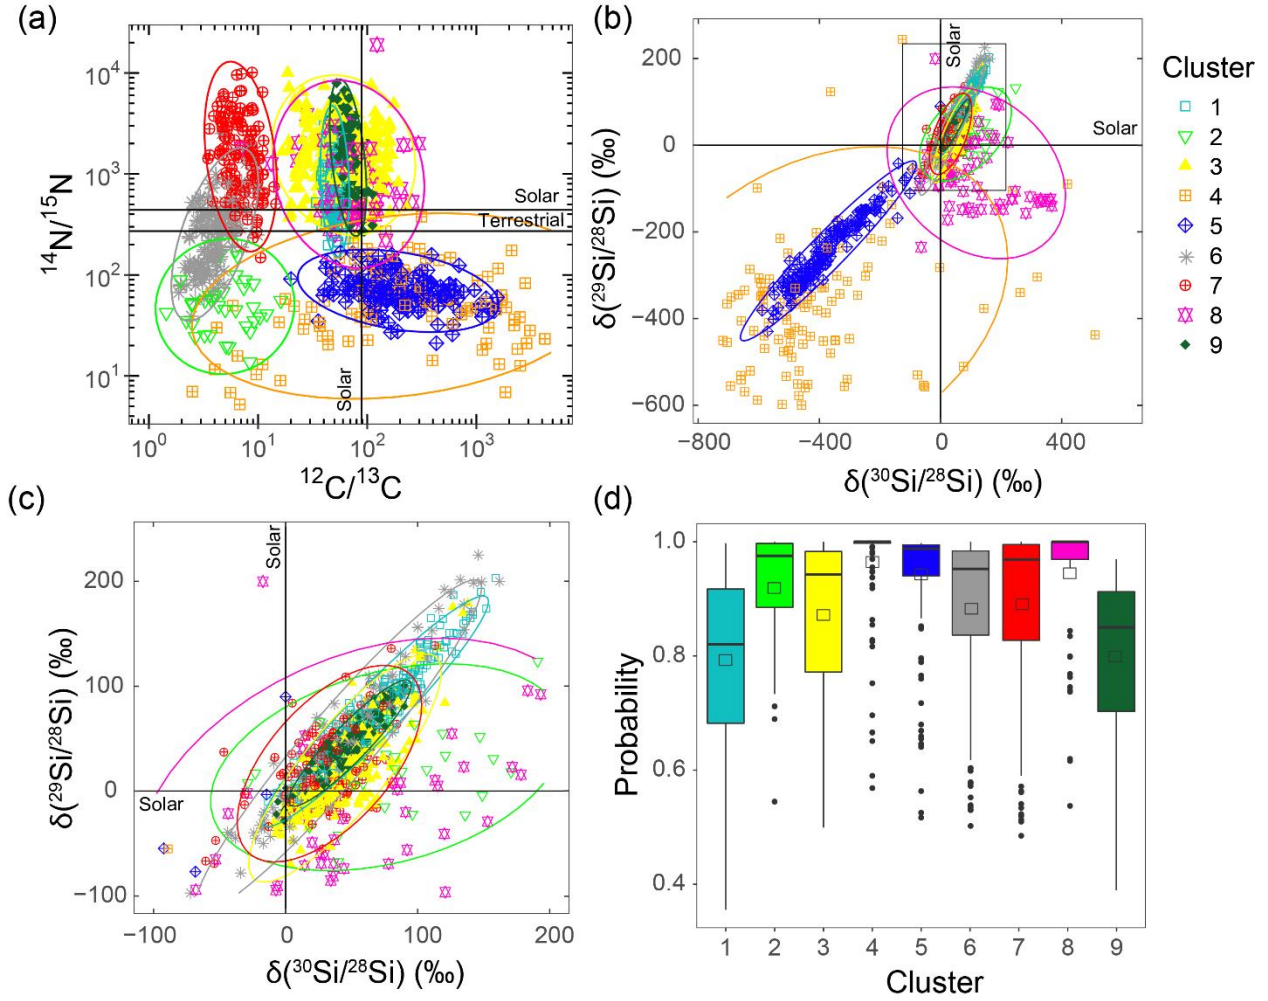 (a)
10⁴
10³
10²
10¹
10⁰
10¹
10²
10³
¹⁴N/¹⁵N
¹²C/¹³C
Solar
Terrestrial
Solar
(b)
200
0
−200
−400
−600
−800
−400
0
400
δ(²⁹Si/²⁸Si) (‰)
δ(³⁰Si/²⁸Si) (‰)
Solar
Solar
Cluster
1
2
3
4
5
6
7
8
9
(c)
200
100
0
−100
−100
0
100
200
δ(²⁹Si/²⁸Si) (‰)
δ(³⁰Si/²⁸Si) (‰)
Solar
Solar
(d)
1.0
0.8
0.6
0.4
Probability
1
2
3
4
5
6
7
8
9
Cluster